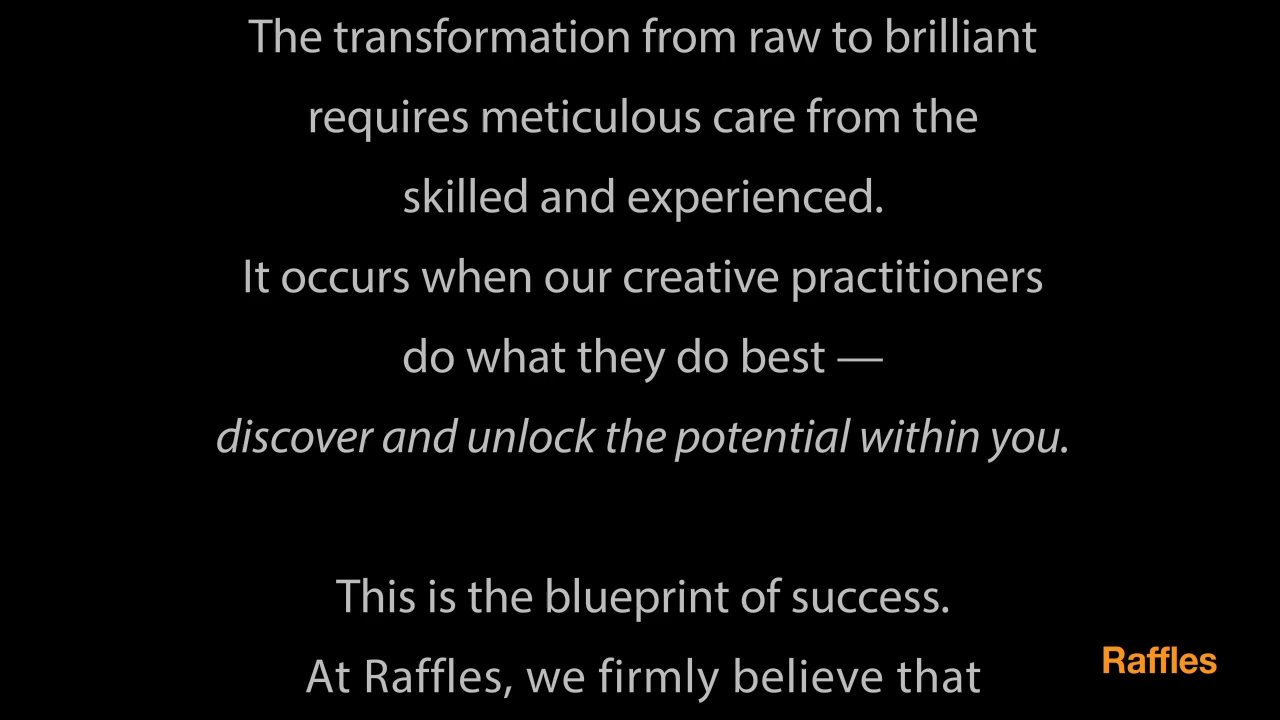 The transformation from raw to brilliant
requires meticulous care from the
skilled and experienced.
It occurs when our creative practitioners
do what they do best —
discover and unlock the potential within you.
This is the blueprint of success.
At Raffles, we firmly believe that
Raffles